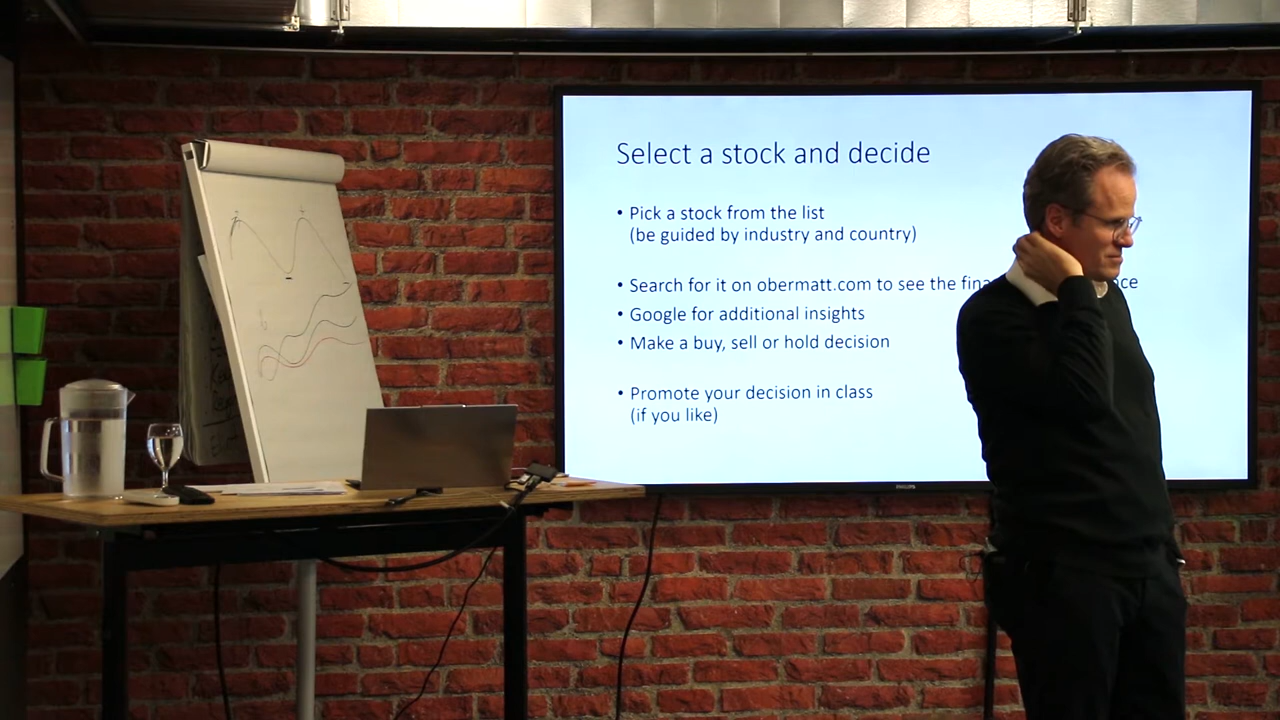 Select a stock and decide
• Pick a stock from the list
(be guided by industry and country)
• Search for it on obermatt.com to see the
• Google for additional insights
• Make a buy, sell or hold decision
• Promote your decision in class
(if you like)
PHILIPS